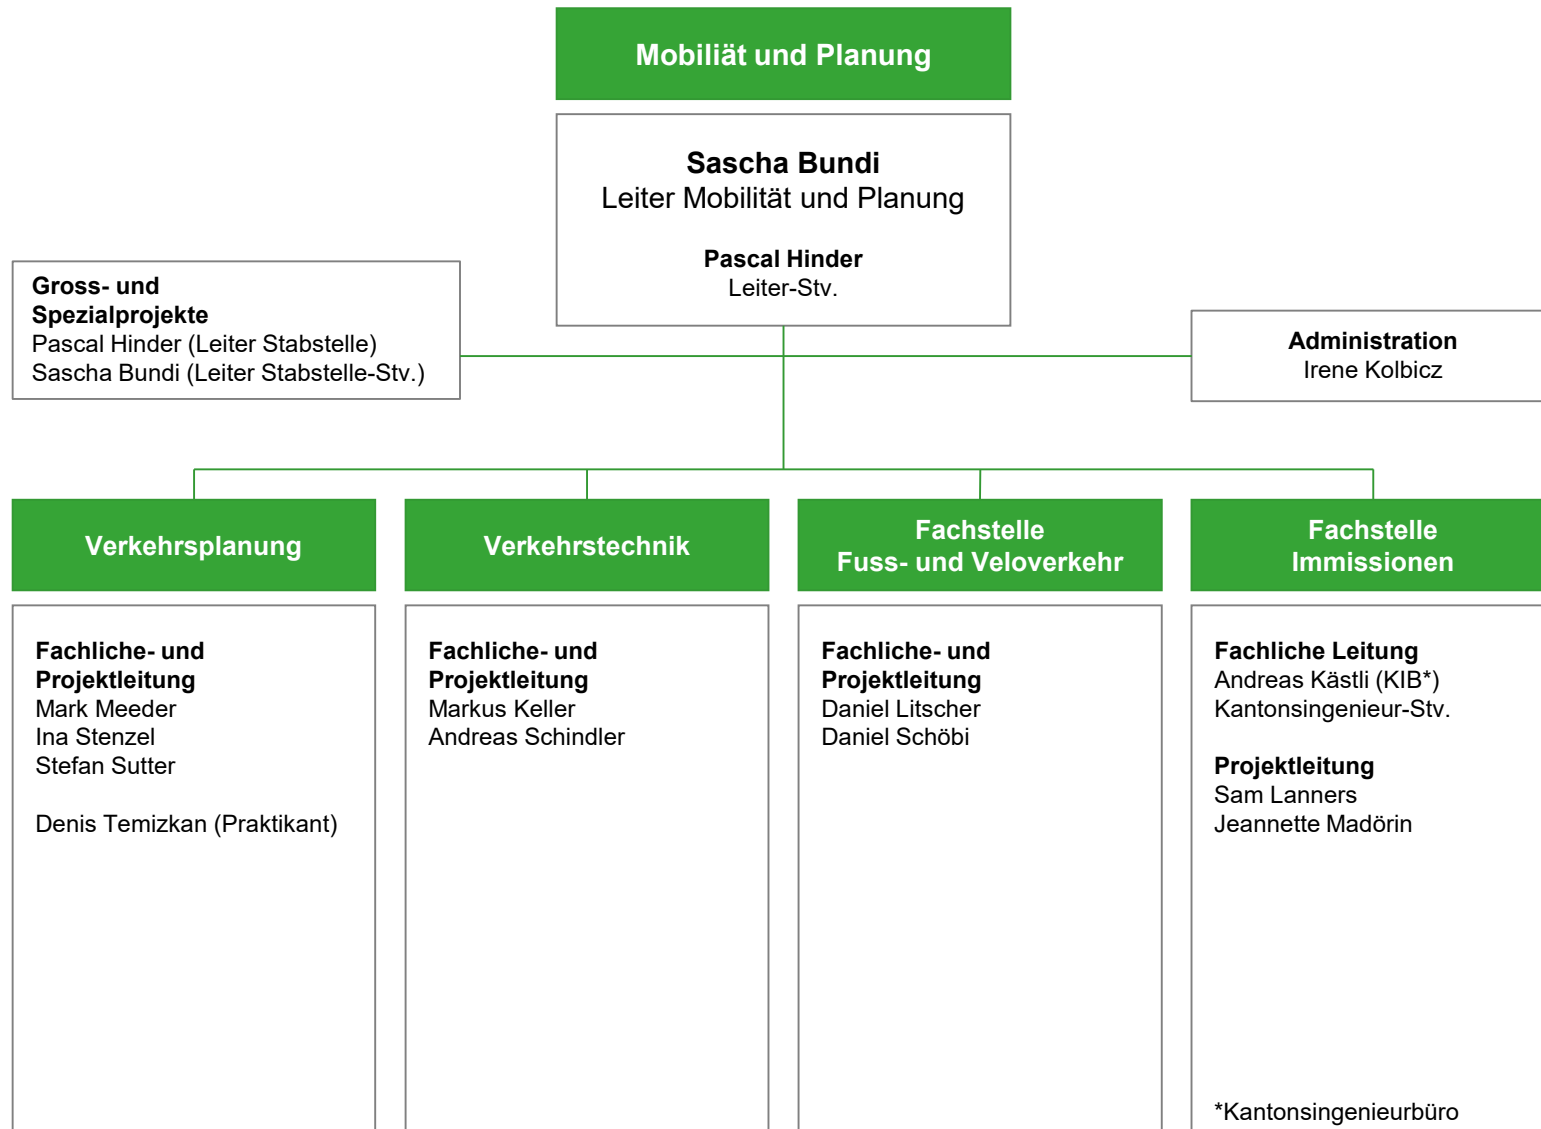 Mobiliät und Planung
Sascha Bundi
Leiter Mobilität und Planung
Pascal Hinder
Leiter-Stv.
Gross- und
Spezialprojekte
Pascal Hinder (Leiter Stabstelle)
Sascha Bundi (Leiter Stabstelle-Stv.)
Administration
Irene Kolbicz
Verkehrsplanung
Fachliche- und
Projektleitung
Mark Meeder
Ina Stenzel
Stefan Sutter
Denis Temizkan (Praktikant)
Verkehrstechnik
Fachliche- und
Projektleitung
Markus Keller
Andreas Schindler
Fachstelle
Fuss- und Veloverkehr
Fachliche- und
Projektleitung
Daniel Litscher
Daniel Schöbi
Fachstelle
Immissionen
Fachliche Leitung
Andreas Kästli (KIB*)
Kantonsingenieur-Stv.
Projektleitung
Sam Lanners
Jeannette Madörin
*Kantonsingenieurbüro